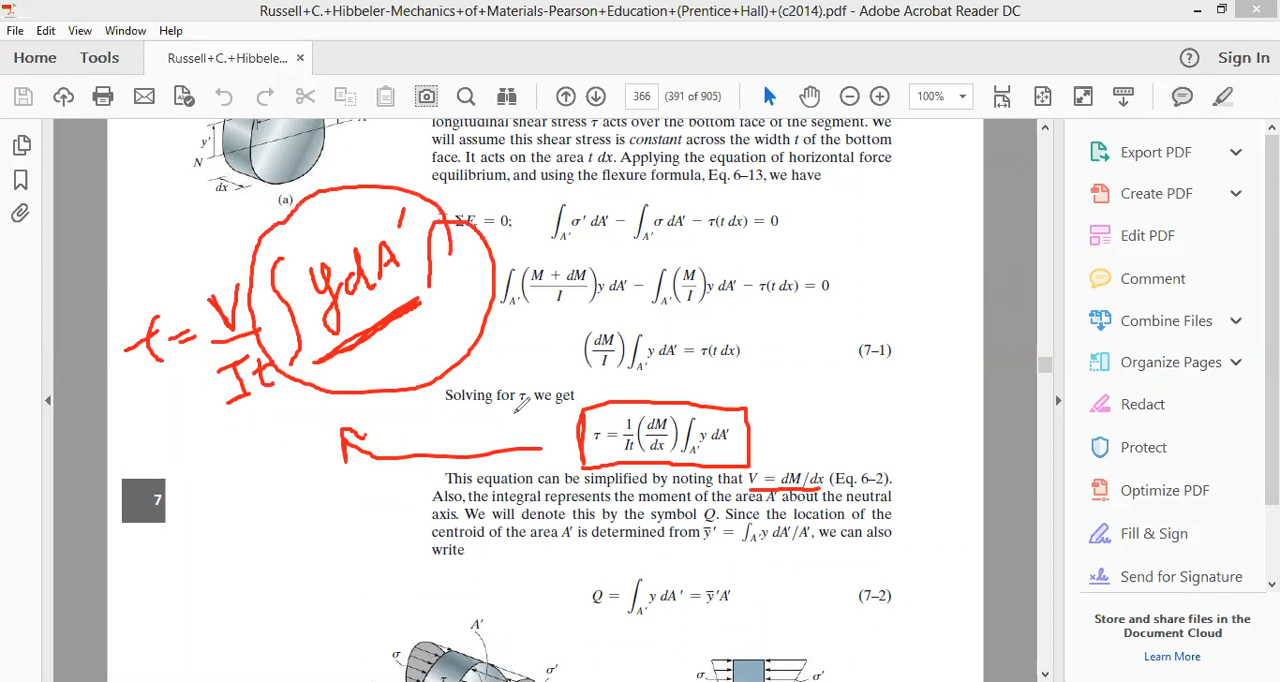 Russell+C.+Hibbeler-Mechanics+of+Materials-Pearson Education+(Prentice+Hall)+(c2014).pdf - Adobe Acrobat Reader DC
File Edit View Window Help
Home Tools Russell+C.+Hibbele... × Sign In
366 (391 of 905) 100%
longitudinal shear stress τ acts over the bottom face of the segment. We
will assume this shear stress is constant across the width t of the bottom
face. It acts on the area t dx. Applying the equation of horizontal force
equilibrium, and using the flexure formula, Eq. 6–13, we have
y′
N
dx
(a)
ΣFx = 0; ∫A′ σ′ dA′ − ∫A′ σ dA′ − τ(t dx) = 0
∫A′ (M + dM / I) y dA′ − ∫A′ (M / I) y dA′ − τ(t dx) = 0
τ = V/It ∫ y dA′
(dM / I) ∫A′ y dA′ = τ(t dx) (7–1)
Solving for τ, we get
τ = 1/It (dM/dx) ∫A′ y dA′
This equation can be simplified by noting that V = dM/dx (Eq. 6–2).
Also, the integral represents the moment of the area A′ about the neutral
axis. We will denote this by the symbol Q. Since the location of the
centroid of the area A′ is determined from y̅′ = ∫A′ y dA′/A′, we can also
write
Q = ∫A′ y dA′ = y̅′A′ (7–2)
7
A′
σ σ′
σ σ′
Export PDF
Create PDF
Edit PDF
Comment
Combine Files
Organize Pages
Redact
Protect
Optimize PDF
Fill & Sign
Send for Signature
Store and share files in the
Document Cloud
Learn More